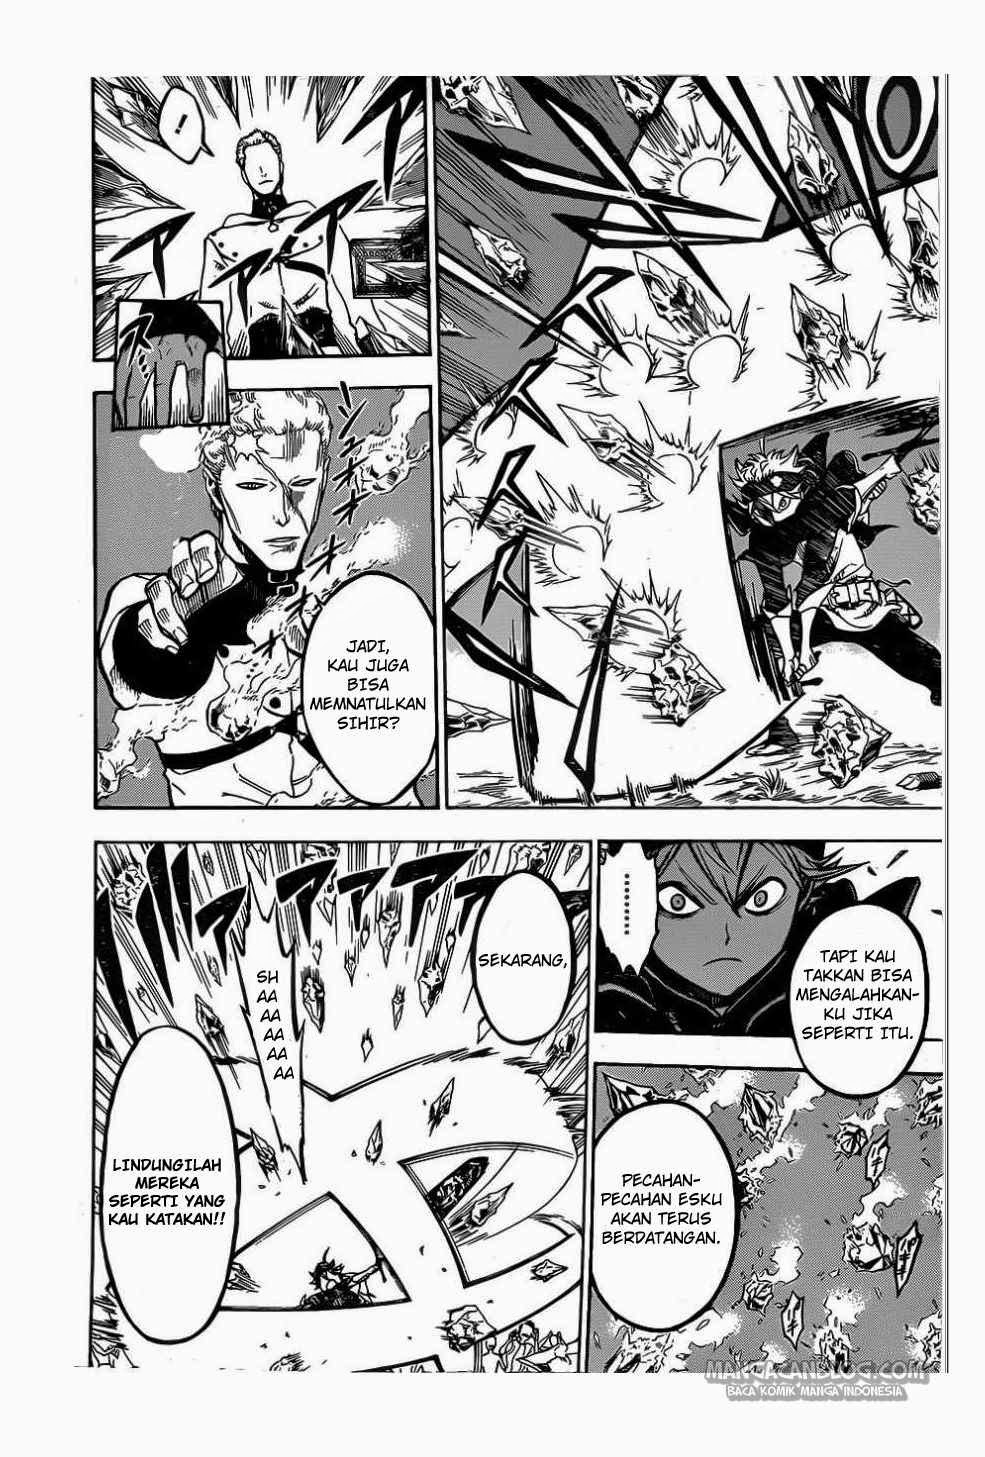 JADI,
KAU JUGA
BISA
MEMNATULKAN
SIHIR?
..........
TAPI KAU
TAKKAN BISA
MENGALAHKAN-
KU JIKA
SEPERTI ITU.
PECAHAN-
PECAHAN ESKU
AKAN TERUS
BERDATANGAN.
SEKARANG,
SH
AA
AA
AA
AA
AA
LINDUNGILAH
MEREKA
SEPERTI YANG
KAU KATAKAN!!
MANGACANBLOG.COM
BACA KOMIK MANGA INDONESIA